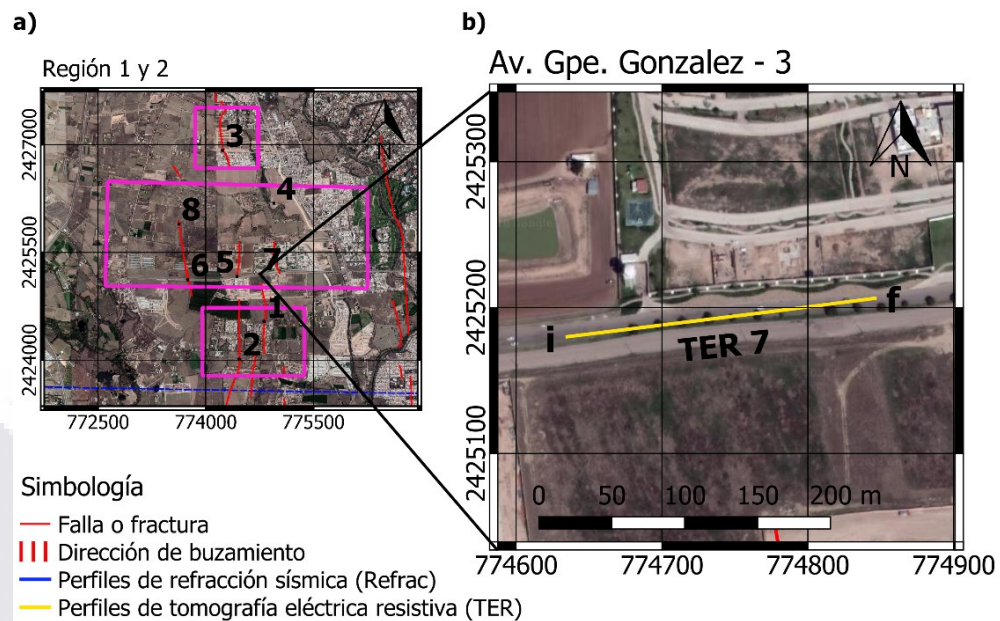 a)
Región 1 y 2
N
3
4
8
6 5 7
1
2
2427000
2425500
2424000
772500 774000 775500
b)
Av. Gpe. Gonzalez - 3
N
i
f
TER 7
0 50 100 150 200 m
2425300
2425200
2425100
774600 774700 774800 774900
Simbología
Falla o fractura
Dirección de buzamiento
Perfiles de refracción sísmica (Refrac)
Perfiles de tomografía eléctrica resistiva (TER)